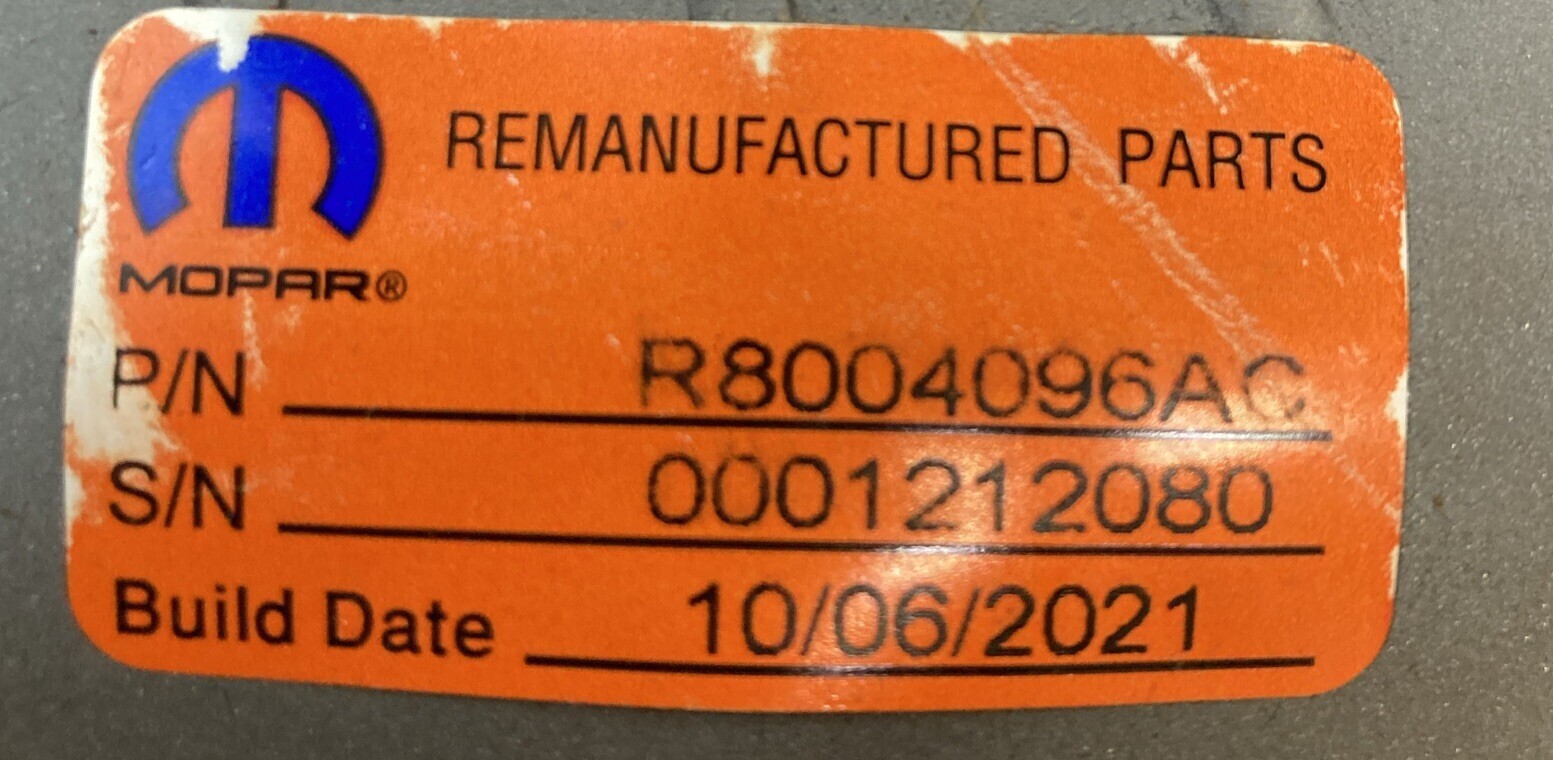 REMANUFACTURED PARTS
MOPAR®
P/N R8004096AC
S/N 0001212080
Build Date 10/06/2021